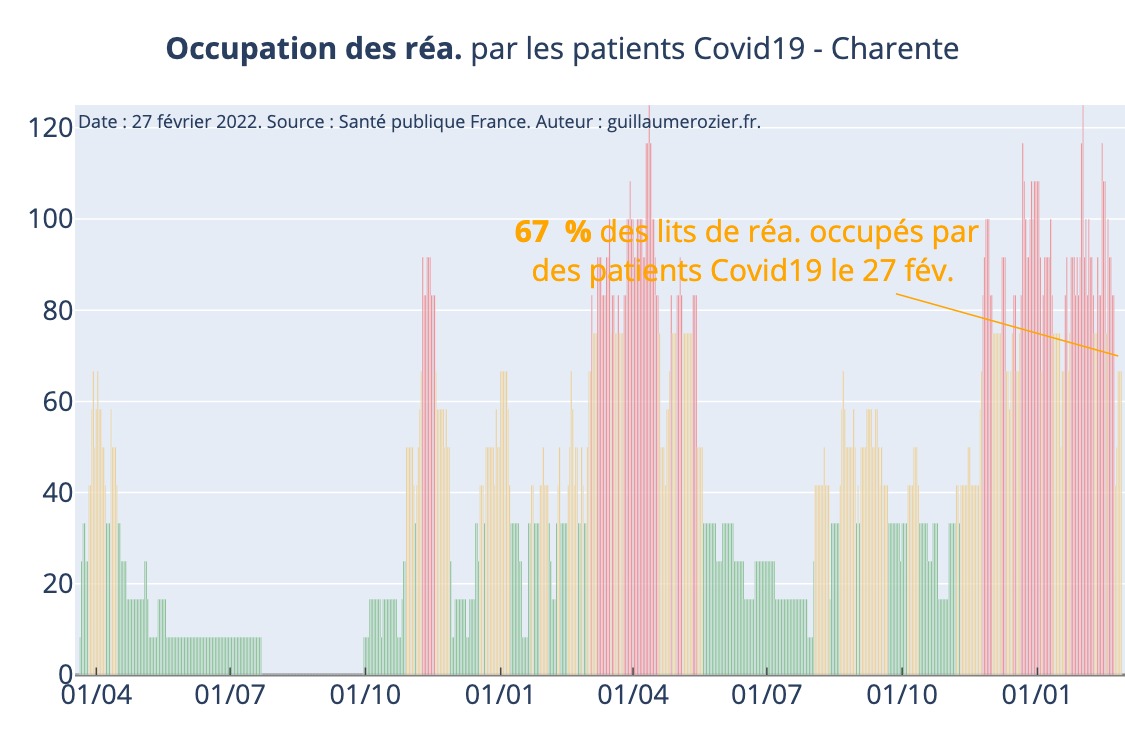 Occupation des réa. par les patients Covid19 - Charente
Date : 27 février 2022. Source : Santé publique France. Auteur : guillaumerozier.fr.
120
100
80
60
40
20
0
67 % des lits de réa. occupés par
des patients Covid19 le 27 fév.
01/04 01/07 01/10 01/01 01/04 01/07 01/10 01/01